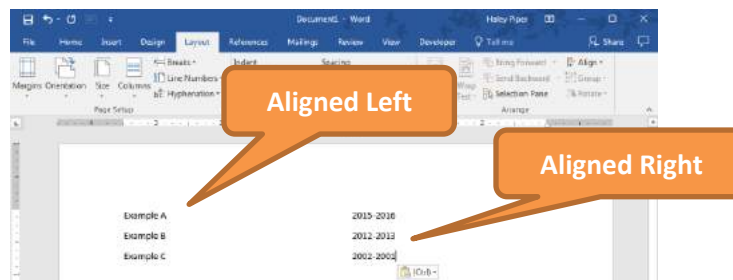 Document1 - Word
Haley Piper
File Home Insert Design Layout References Mailings Review View Developer Tell me Share
Breaks Indent Spacing Bring Forward Align
Line Numbers Send Backward Group
Margins Orientation Size Columns Hyphenation Selection Pane Rotate
Page Setup Arrange
Aligned Left
Aligned Right
Example A 2015-2016
Example B 2012-2013
Example C 2002-2003
(Ctrl)